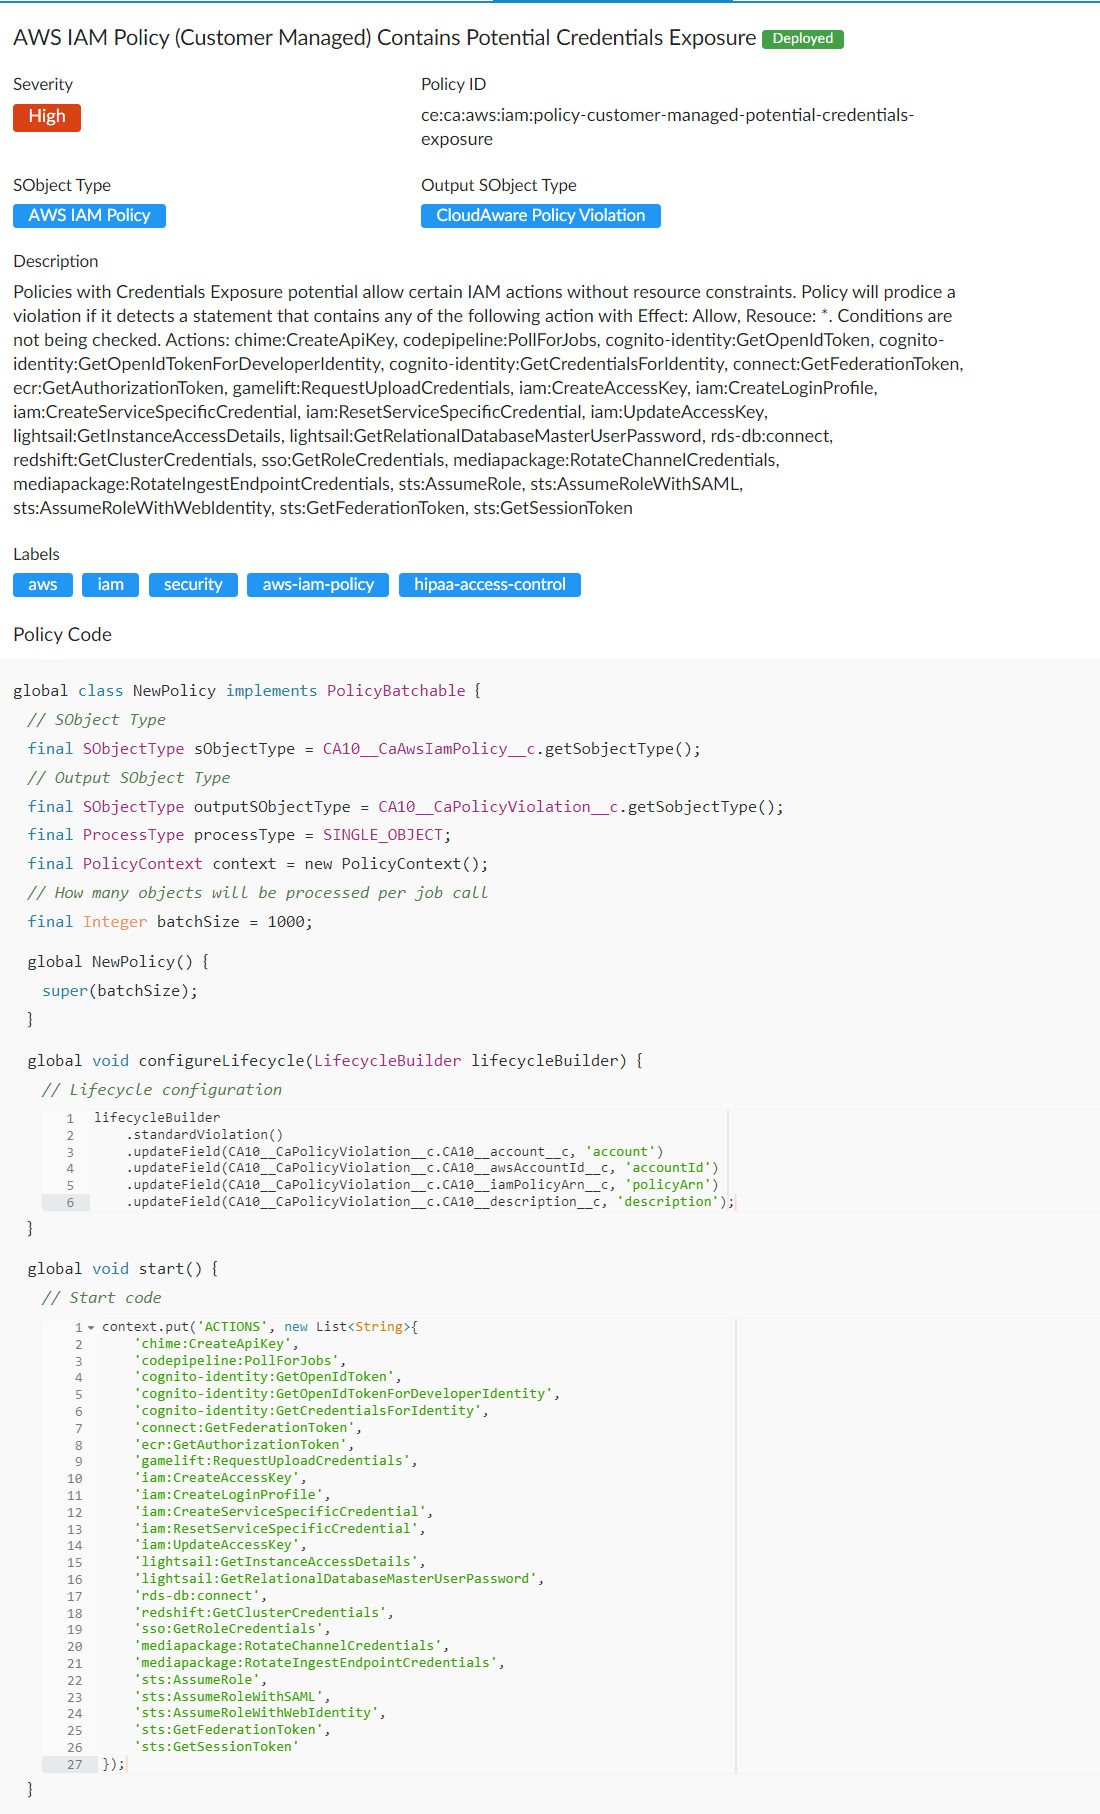 AWS IAM Policy (Customer Managed) Contains Potential Credentials Exposure Deployed
Severity Policy ID
High ce:ca:aws:iam:policy-customer-managed-potential-credentials-
exposure
SObject Type Output SObject Type
AWS IAM Policy CloudAware Policy Violation
Description
Policies with Credentials Exposure potential allow certain IAM actions without resource constraints. Policy will prodice a
violation if it detects a statement that contains any of the following action with Effect: Allow, Resouce: *. Conditions are
not being checked. Actions: chime:CreateApiKey, codepipeline:PollForJobs, cognito-identity:GetOpenIdToken, cognito-
identity:GetOpenIdTokenForDeveloperIdentity, cognito-identity:GetCredentialsForIdentity, connect:GetFederationToken,
ecr:GetAuthorizationToken, gamelift:RequestUploadCredentials, iam:CreateAccessKey, iam:CreateLoginProfile,
iam:CreateServiceSpecificCredential, iam:ResetServiceSpecificCredential, iam:UpdateAccessKey,
lightsail:GetInstanceAccessDetails, lightsail:GetRelationalDatabaseMasterUserPassword, rds-db:connect,
redshift:GetClusterCredentials, sso:GetRoleCredentials, mediapackage:RotateChannelCredentials,
mediapackage:RotateIngestEndpointCredentials, sts:AssumeRole, sts:AssumeRoleWithSAML,
sts:AssumeRoleWithWebIdentity, sts:GetFederationToken, sts:GetSessionToken
Labels
aws iam security aws-iam-policy hipaa-access-control
Policy Code
global class NewPolicy implements PolicyBatchable {
// SObject Type
final SObjectType sObjectType = CA10__CaAwsIamPolicy__c.getSobjectType();
// Output SObject Type
final SObjectType outputSObjectType = CA10__CaPolicyViolation__c.getSobjectType();
final ProcessType processType = SINGLE_OBJECT;
final PolicyContext context = new PolicyContext();
// How many objects will be processed per job call
final Integer batchSize = 1000;
global NewPolicy() {
super(batchSize);
}
global void configureLifecycle(LifecycleBuilder lifecycleBuilder) {
// Lifecycle configuration
1 lifecycleBuilder
2 .standardViolation()
3 .updateField(CA10__CaPolicyViolation__c.CA10__account__c, 'account')
4 .updateField(CA10__CaPolicyViolation__c.CA10__awsAccountId__c, 'accountId')
5 .updateField(CA10__CaPolicyViolation__c.CA10__iamPolicyArn__c, 'policyArn')
6 .updateField(CA10__CaPolicyViolation__c.CA10__description__c, 'description');
}
global void start() {
// Start code
1 context.put('ACTIONS', new List<String>{
2 'chime:CreateApiKey',
3 'codepipeline:PollForJobs',
4 'cognito-identity:GetOpenIdToken',
5 'cognito-identity:GetOpenIdTokenForDeveloperIdentity',
6 'cognito-identity:GetCredentialsForIdentity',
7 'connect:GetFederationToken',
8 'ecr:GetAuthorizationToken',
9 'gamelift:RequestUploadCredentials',
10 'iam:CreateAccessKey',
11 'iam:CreateLoginProfile',
12 'iam:CreateServiceSpecificCredential',
13 'iam:ResetServiceSpecificCredential',
14 'iam:UpdateAccessKey',
15 'lightsail:GetInstanceAccessDetails',
16 'lightsail:GetRelationalDatabaseMasterUserPassword',
17 'rds-db:connect',
18 'redshift:GetClusterCredentials',
19 'sso:GetRoleCredentials',
20 'mediapackage:RotateChannelCredentials',
21 'mediapackage:RotateIngestEndpointCredentials',
22 'sts:AssumeRole',
23 'sts:AssumeRoleWithSAML',
24 'sts:AssumeRoleWithWebIdentity',
25 'sts:GetFederationToken',
26 'sts:GetSessionToken'
27 });
}